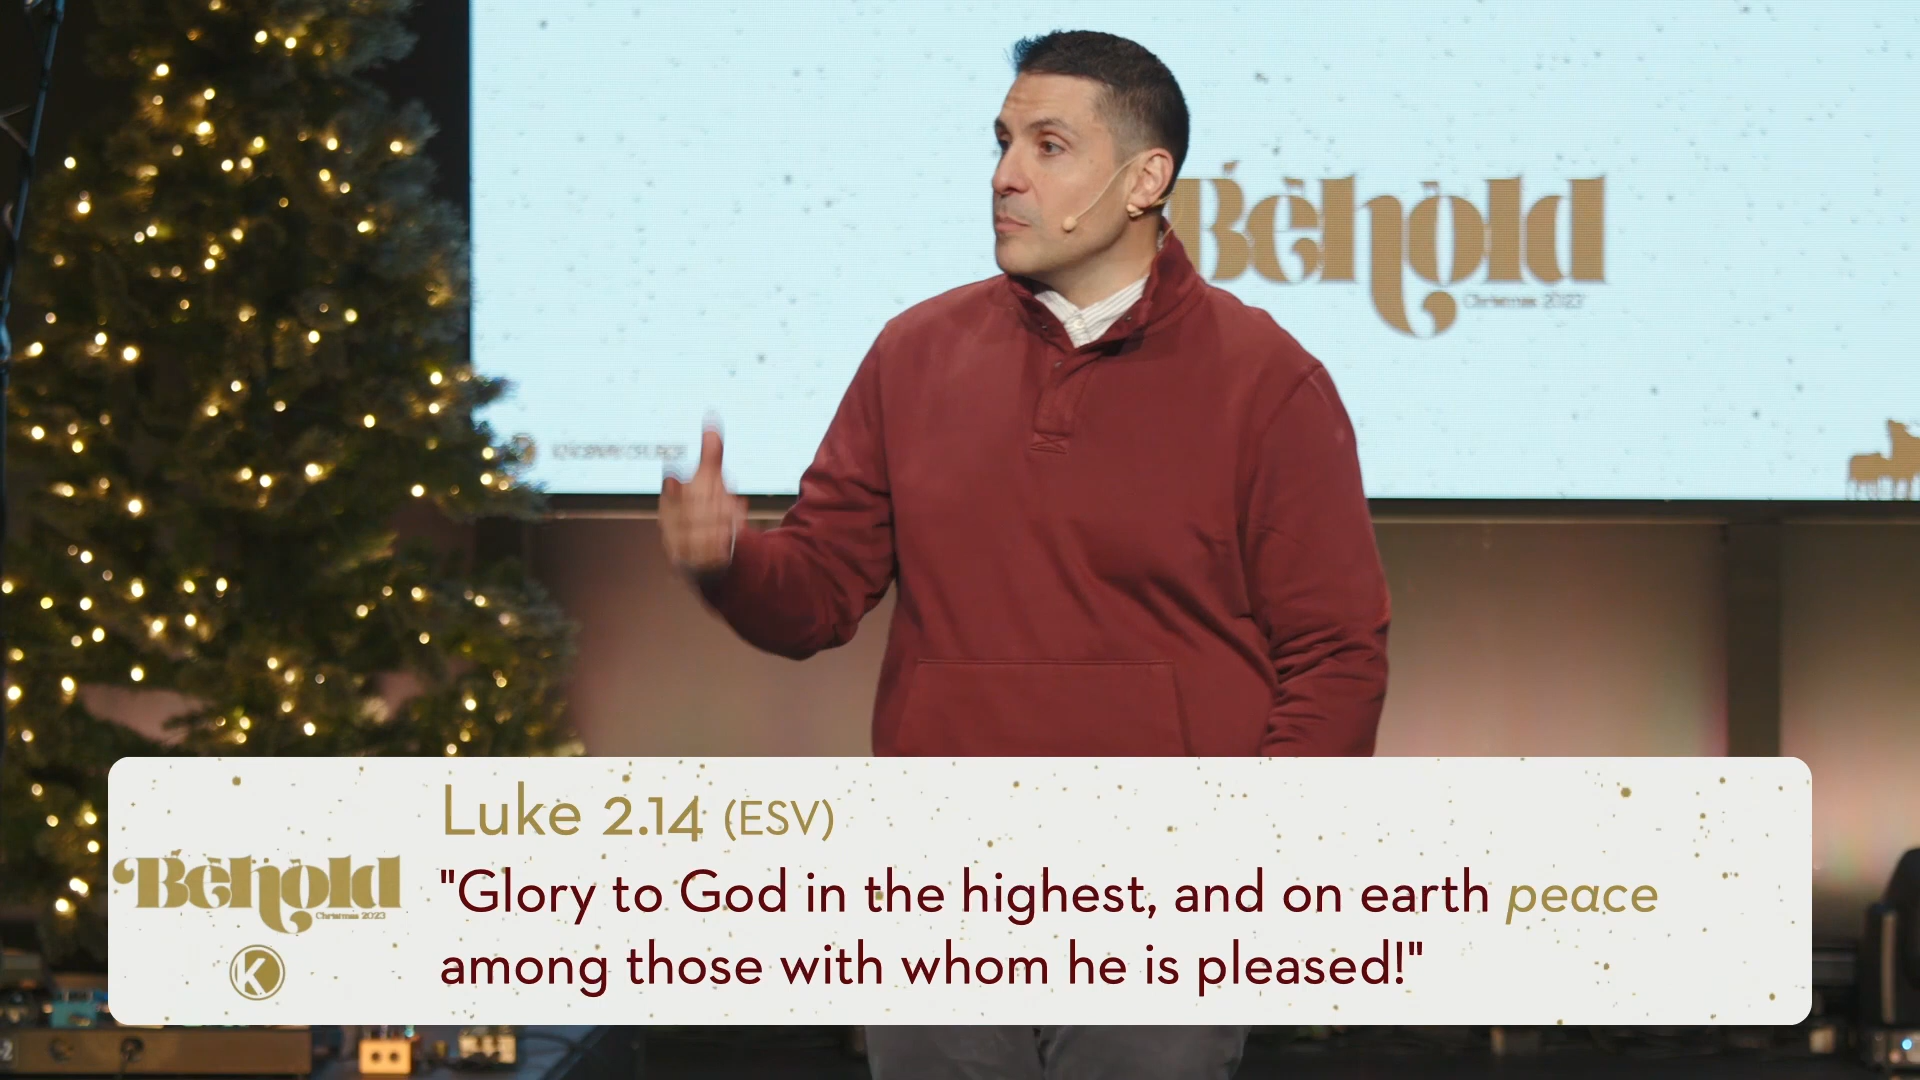 Behold
Christmas 2023
Luke 2.14 (ESV)
"Glory to God in the highest, and on earth peace
among those with whom he is pleased!"
Behold
Christmas 2023
K